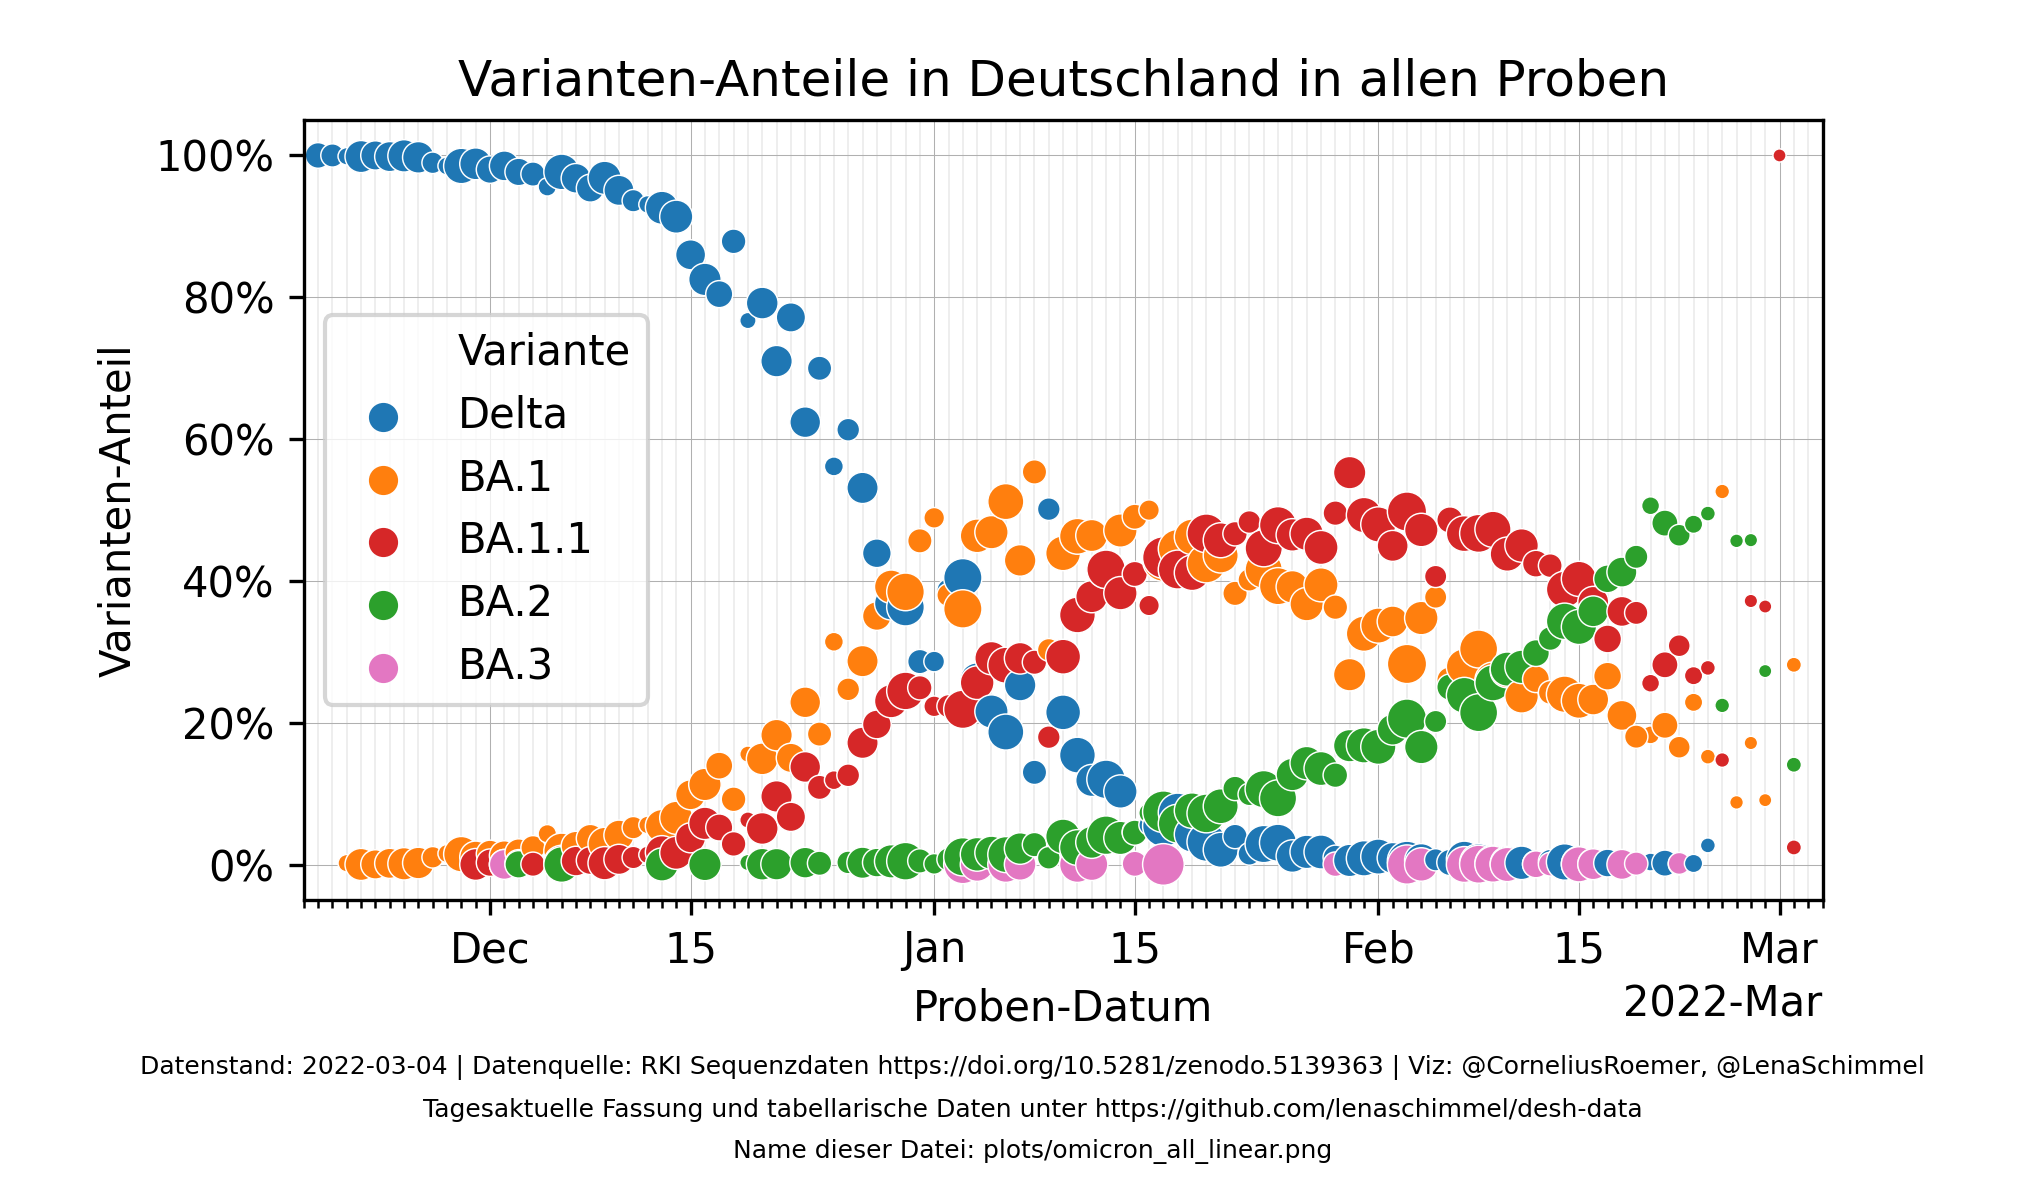 Varianten-Anteile in Deutschland in allen Proben
100%
80%
60%
40%
20%
0%
Varianten-Anteil
Variante
Delta
BA.1
BA.1.1
BA.2
BA.3
Dec 15 Jan 15 Feb 15 Mar
Proben-Datum
2022-Mar
Datenstand: 2022-03-04 | Datenquelle: RKI Sequenzdaten https://doi.org/10.5281/zenodo.5139363 | Viz: @CorneliusRoemer, @LenaSchimmel
Tagesaktuelle Fassung und tabellarische Daten unter https://github.com/lenaschimmel/desh-data
Name dieser Datei: plots/omicron_all_linear.png